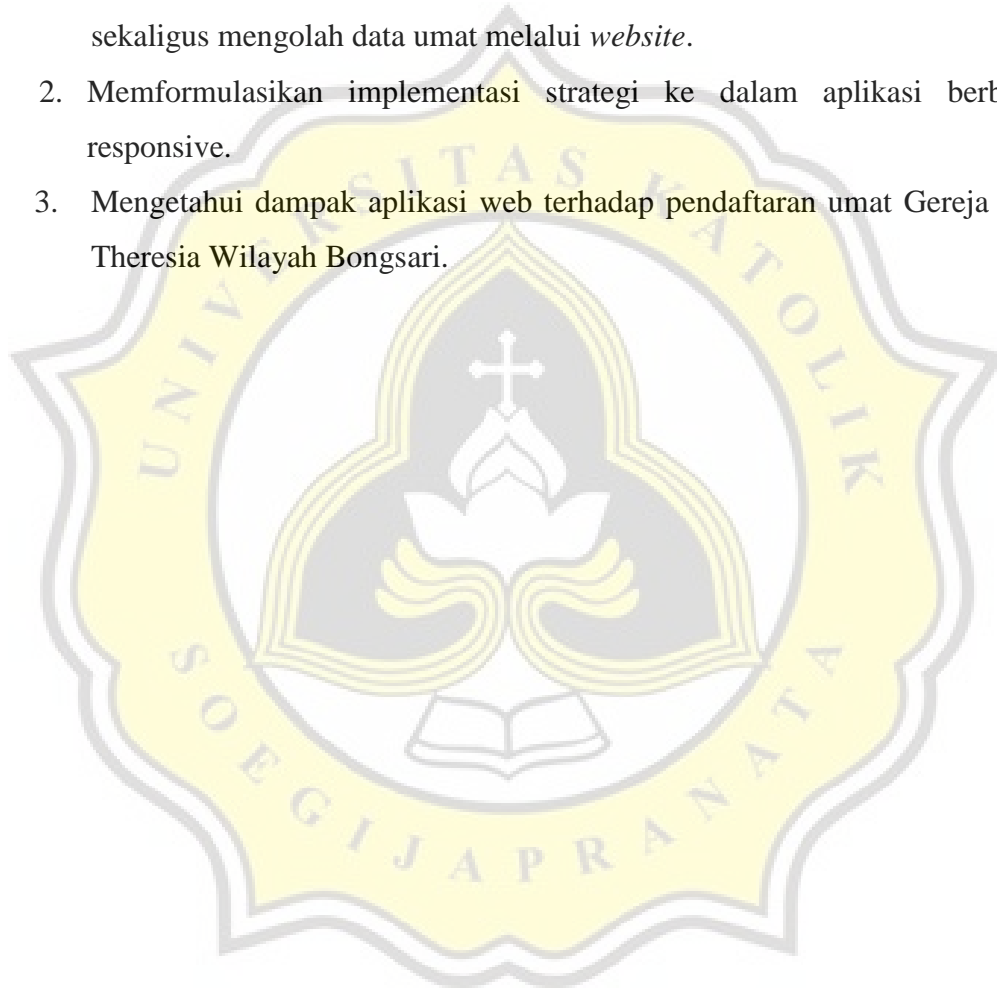 sekaligus mengolah data umat melalui website.
2. Memformulasikan implementasi strategi ke dalam aplikasi
responsive.
3. Mengetahui dampak aplikasi web terhadap pendaftaran umat Gereja
Theresia Wilayah Bongsari.
UNIVERSITAS KATOLIK
SOEGIJAPRANATA